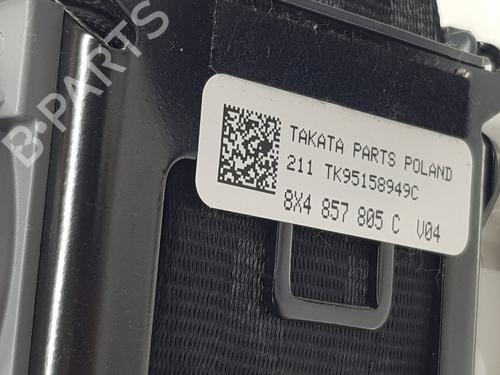 B-PARTS
TAKATA PARTS POLAND
211 TK95158949C
8X4 857 805 C V04